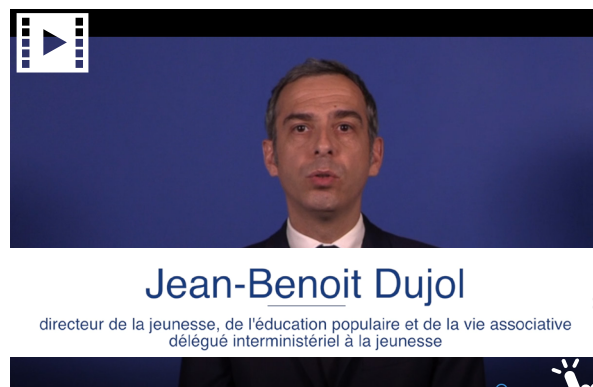 Jean-Benoit Dujol
directeur de la jeunesse, de l'éducation populaire et de la vie associative
délégué interministériel à la jeunesse